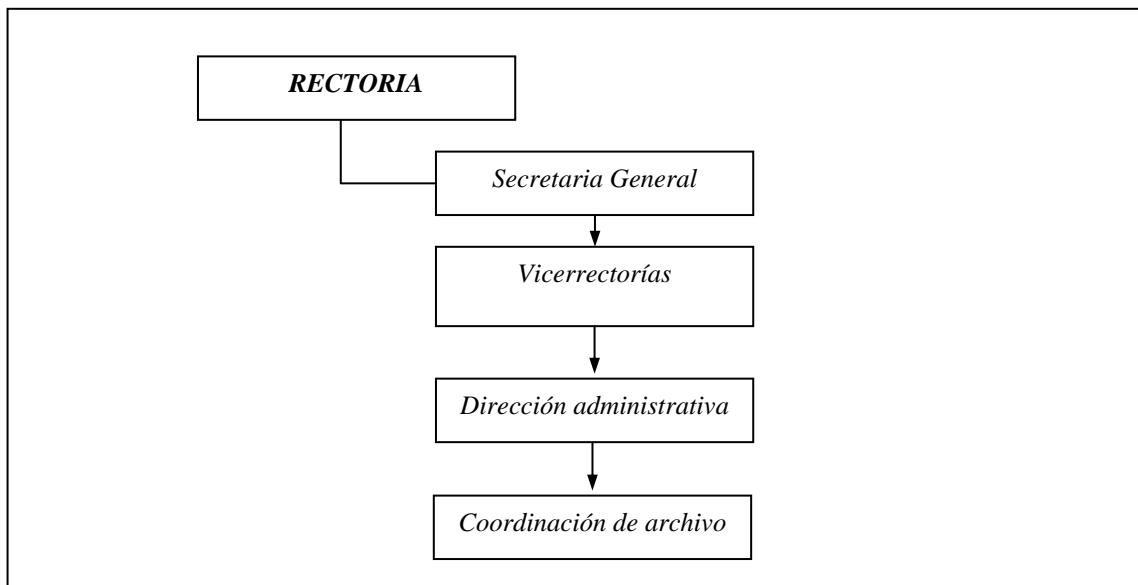 RECTORIA
Secretaria General
Vicerrectorías
Dirección administrativa
Coordinación de archivo